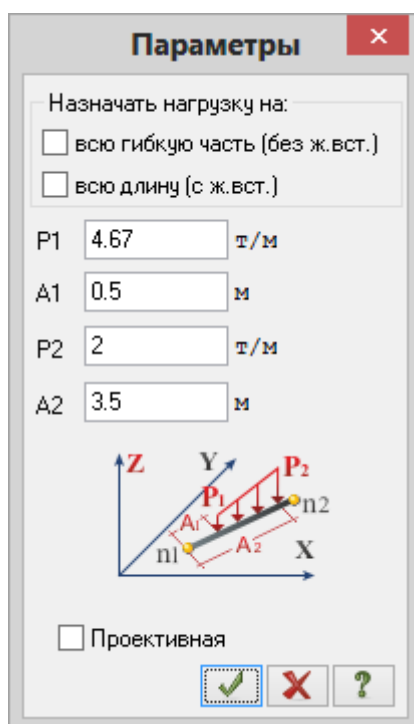 Параметры
Назначать нагрузку на:
всю гибкую часть (без ж.вст.)
всю длину (с ж.вст.)
P1 4.67 т/м
A1 0.5 м
P2 2 т/м
A2 3.5 м
Z Y P2
P1 n2
A1
n1 A2 X
Проективная